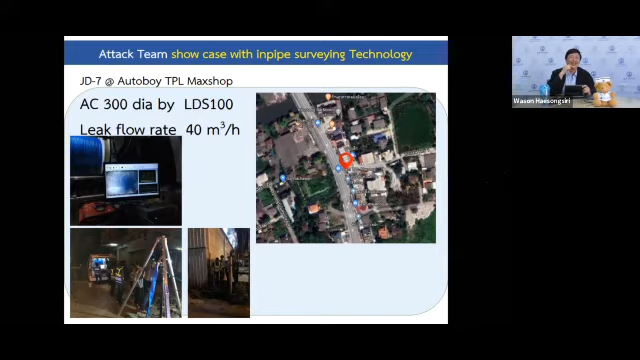 Attack Team show case with inpipe surveying Technology
JD-7 @ Autoboy TPL Maxshop
AC 300 dia by LDS100
Leak flow rate 40 m³/h
Wason Haesongsiri